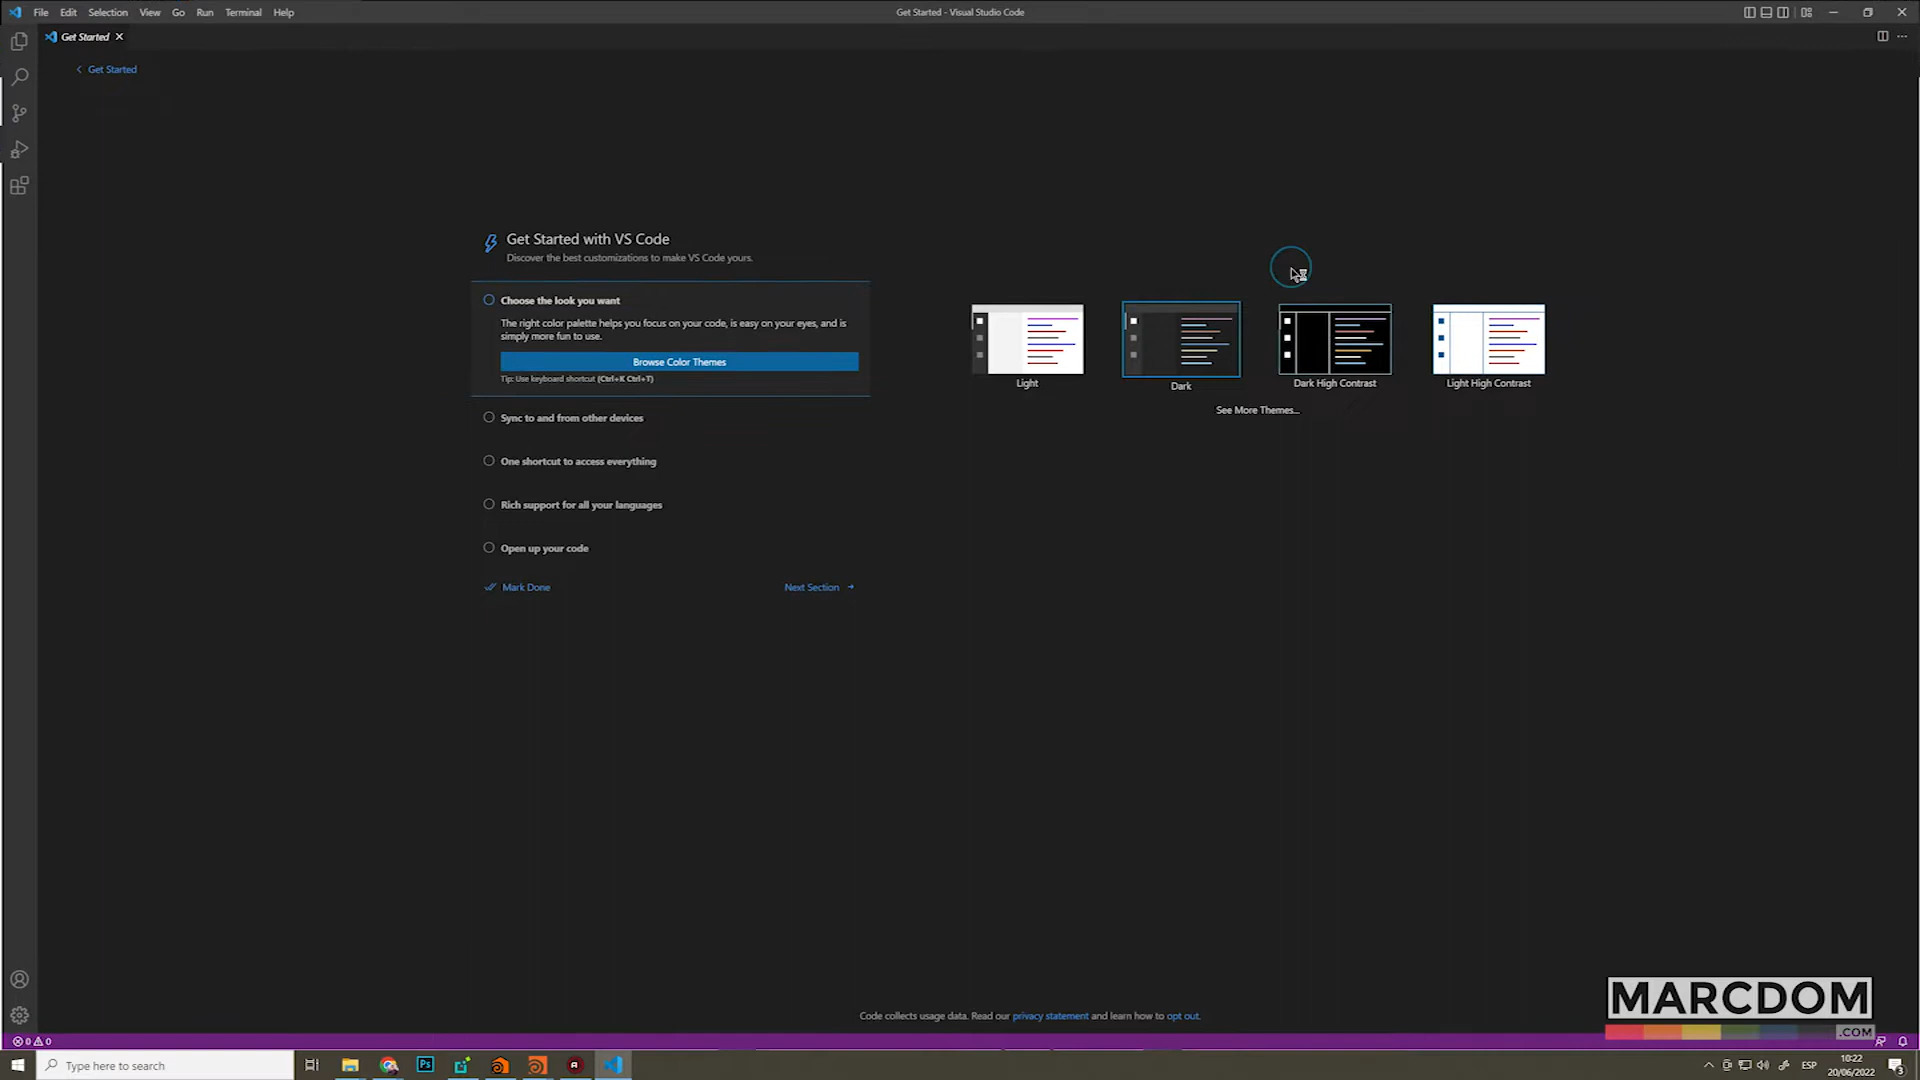 File Edit Selection View Go Run Terminal Help
Get Started - Visual Studio Code
Get Started
Get Started
Get Started with VS Code
Discover the best customizations to make VS Code yours.
Choose the look you want
The right color palette helps you focus on your code, is easy on your eyes, and is
simply more fun to use.
Browse Color Themes
Tip: Use keyboard shortcut (Ctrl+K Ctrl+T)
Sync to and from other devices
One shortcut to access everything
Rich support for all your languages
Open up your code
Mark Done
Next Section
Light
Dark
Dark High Contrast
Light High Contrast
See More Themes...
Code collects usage data. Read our privacy statement and learn how to opt out.
MARCDOM
.COM
0 0
Type here to search
Ps
ESP
10:22
20/06/2022
3